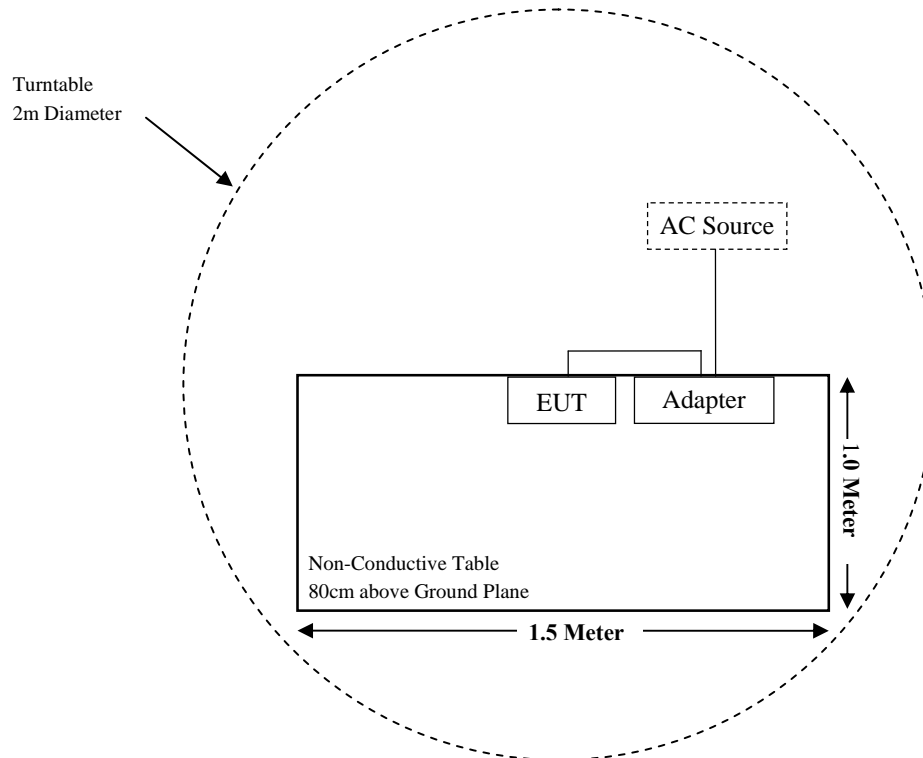 Turntable
2m Diameter
AC Source
EUT
Adapter
1.0 Meter
Non-Conductive Table
80cm above Ground Plane
1.5 Meter